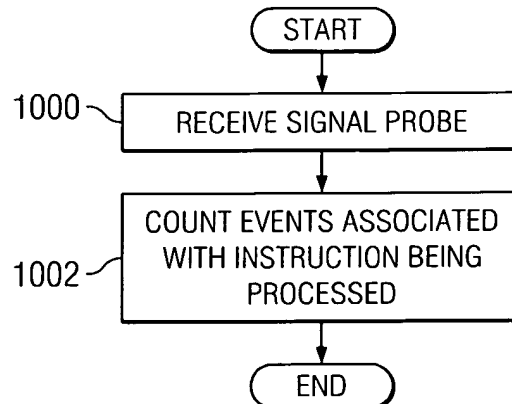 START
1000
RECEIVE SIGNAL PROBE
COUNT EVENTS ASSOCIATED
WITH INSTRUCTION BEING
PROCESSED
1002
END